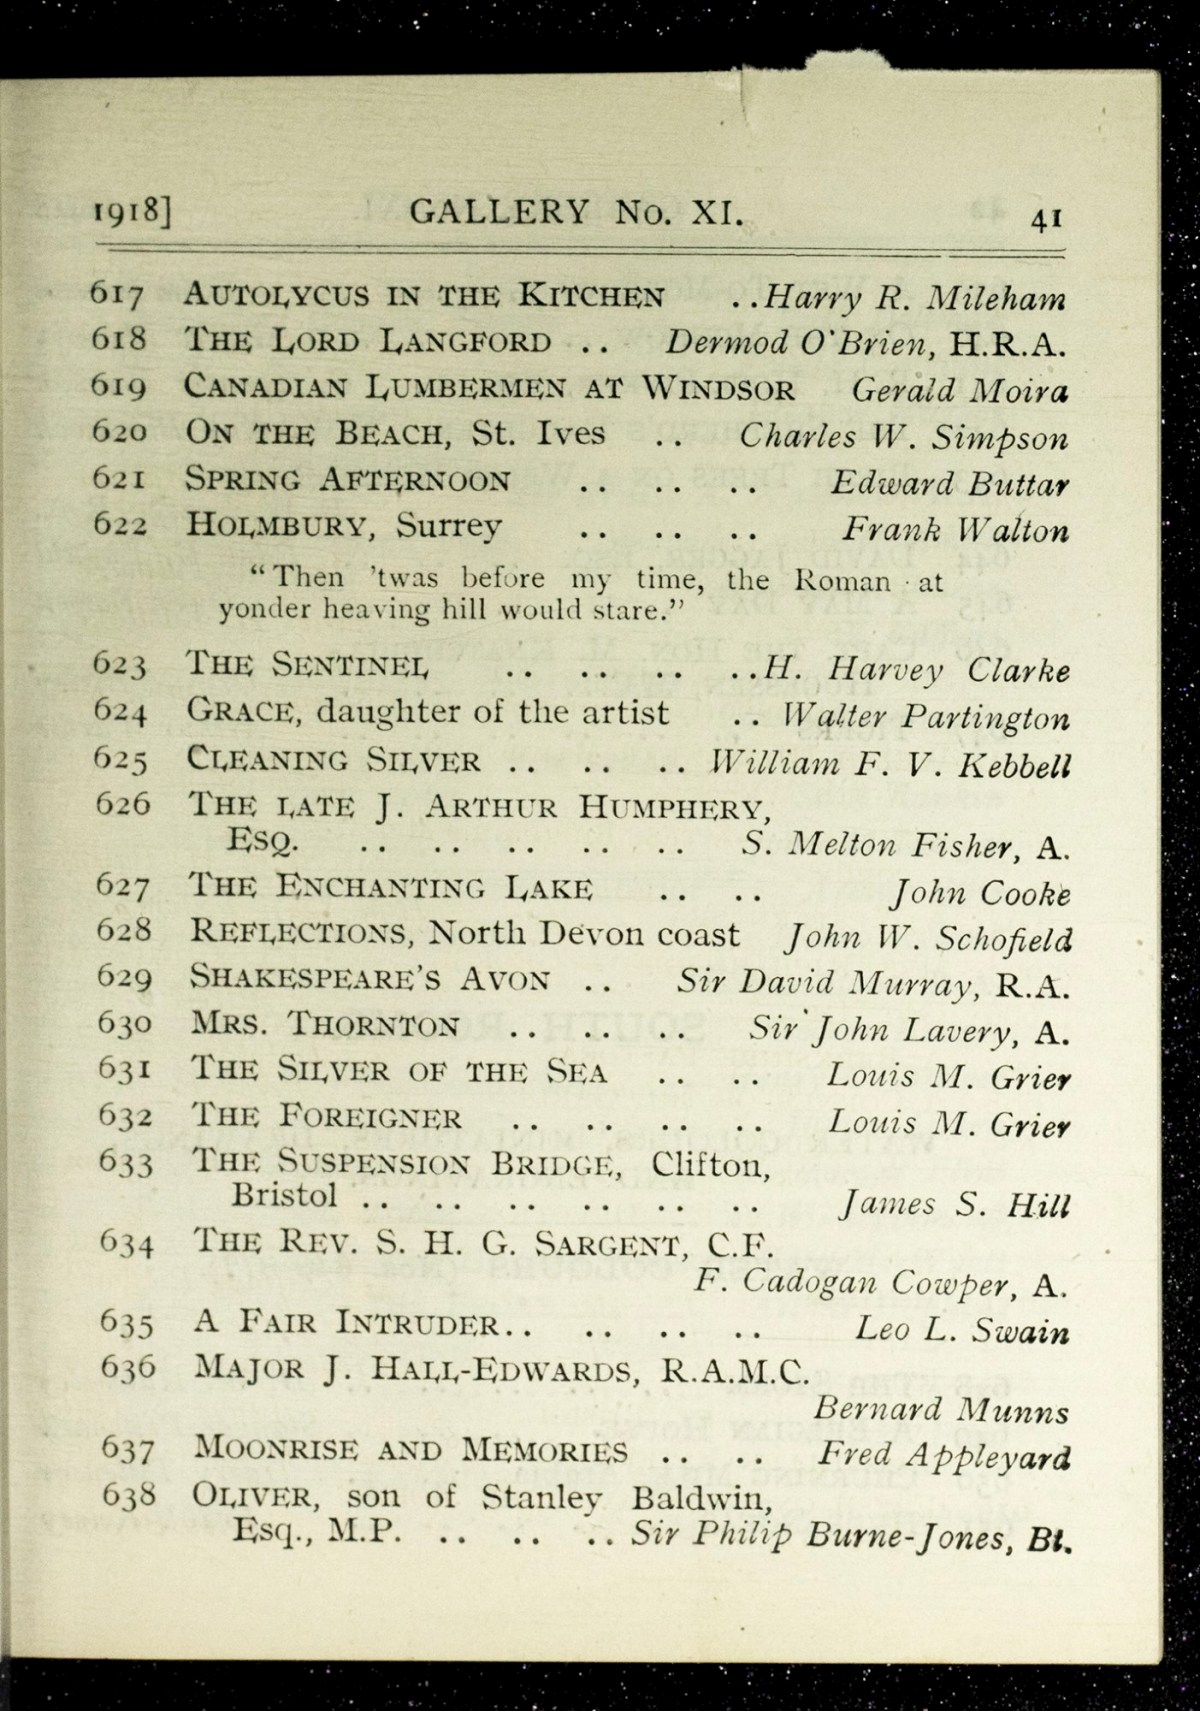 1918] GALLERY No. XI. 41
617 AUTOLYCUS IN THE KITCHEN ..Harry R. Mileham
618 THE LORD LANGFORD .. Dermod O'Brien, H.R.A.
619 CANADIAN LUMBERMEN AT WINDSOR Gerald Moira
620 ON THE BEACH, St. Ives .. Charles W. Simpson
621 SPRING AFTERNOON .. .. .. Edward Buttar
622 HOLMBURY, Surrey .. .. .. Frank Walton
"Then 'twas before my time, the Roman at
yonder heaving hill would stare."
623 THE SENTINEL .. .. .. ..H. Harvey Clarke
624 GRACE, daughter of the artist .. Walter Partington
625 CLEANING SILVER .. .. .. William F. V. Kebbell
626 THE LATE J. ARTHUR HUMPHERY,
ESQ. .. .. .. .. .. S. Melton Fisher, A.
627 THE ENCHANTING LAKE .. .. John Cooke
628 REFLECTIONS, North Devon coast John W. Schofield
629 SHAKESPEARE'S AVON .. Sir David Murray, R.A.
630 MRS. THORNTON .. .. .. Sir John Lavery, A.
631 THE SILVER OF THE SEA .. .. Louis M. Grier
632 THE FOREIGNER .. .. .. .. Louis M. Grier
633 THE SUSPENSION BRIDGE, Clifton,
Bristol .. .. .. .. .. .. James S. Hill
634 THE REV. S. H. G. SARGENT, C.F.
F. Cadogan Cowper, A.
635 A FAIR INTRUDER.. .. .. .. Leo L. Swain
636 MAJOR J. HALL-EDWARDS, R.A.M.C.
Bernard Munns
637 MOONRISE AND MEMORIES .. .. Fred Appleyard
638 OLIVER, son of Stanley Baldwin,
Esq., M.P. .. .. .. Sir Philip Burne-Jones, Bt.